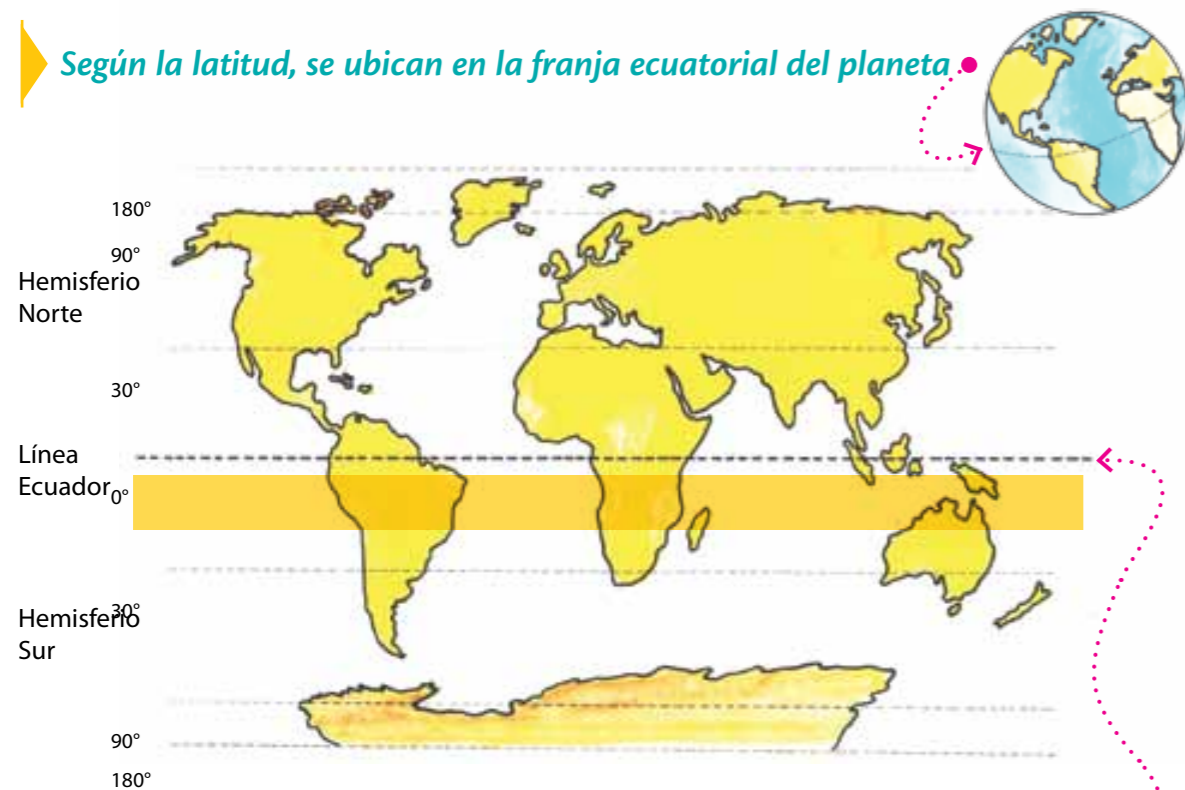 Según la latitud, se ubican en la franja ecuatorial del planeta
180°
90°
Hemisferio
Norte
30°
Línea
Ecuador
0°
30°
Hemisferio
Sur
90°
180°